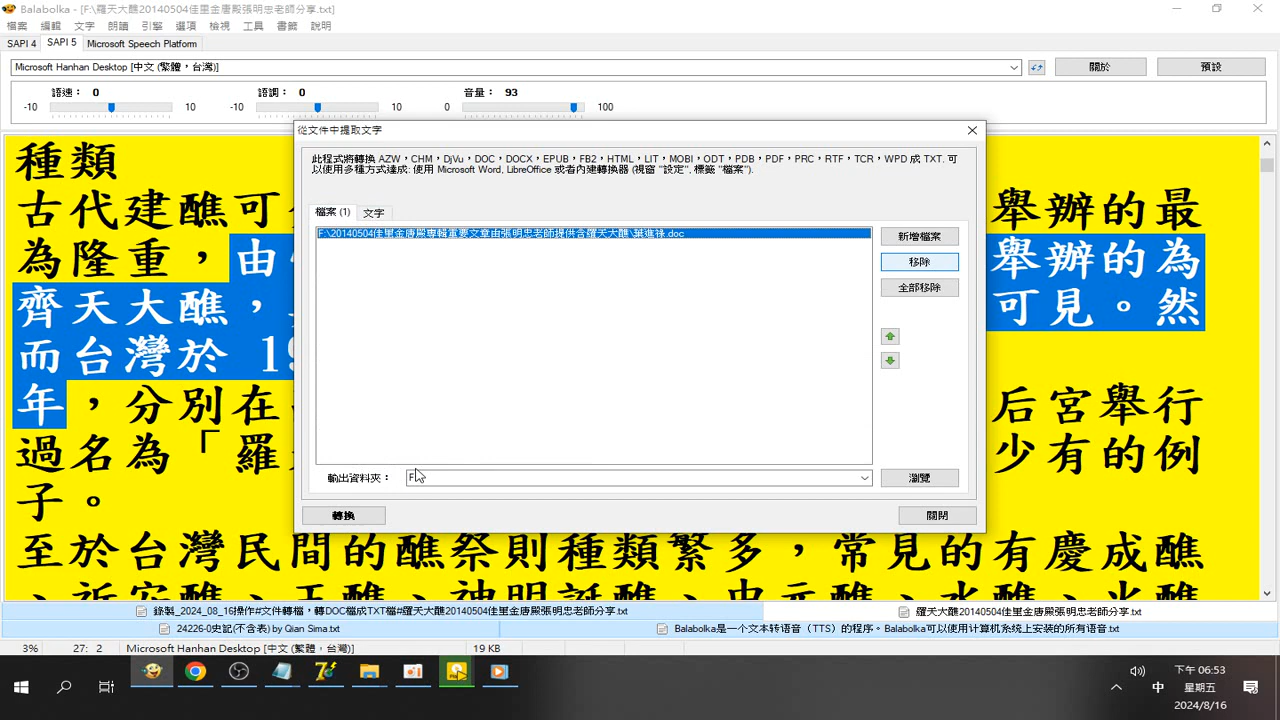 Balabolka - [F:\羅天大醮20140504佳里金唐殿張明忠老師分享.txt]
檔案 編輯 文字 朗讀 引擎 選項 檢視 工具 書籤 說明
SAPI 4 SAPI 5 Microsoft Speech Platform
Microsoft Hanhan Desktop [中文 (繁體，台灣)] 關於 預設
語速： 0 語調： 0 音量： 93
-10 10 -10 10 0 100
從文件中提取文字
此程式將轉換 AZW，CHM，DjVu，DOC，DOCX，EPUB，FB2，HTML，LIT，MOBI，ODT，PDB，PDF，PRC，RTF，TCR，WPD 成 TXT. 可
以使用多種方式達成: 使用 Microsoft Word, LibreOffice 或者內建轉換器 (視窗 "設定", 標籤 "檔案").
檔案 (1) 文字
F:\20140504佳里金唐殿專輯重要文章由張明忠老師提供含羅天大醮\葉進祿.doc
新增檔案
移除
全部移除
輸出資料夾： F: 瀏覽
轉換 關閉
種類
古代建醮可 舉辦的最
為隆重，由 舉辦的為
齊天大醮， 可見。然
而台灣於 19
年，分別在 后宮舉行
過名為「羅 少有的例
子。
至於台灣民間的醮祭則種類繁多，常見的有慶成醮
、祈安醮、王醮、神明誕醮、中元醮、水醮、火醮
錄製_2024_08_16操作#文件轉檔，轉DOC檔成TXT檔#羅天大醮20140504佳里金唐殿張明忠老師分享.txt 羅天大醮20140504佳里金唐殿張明忠老師分享.txt
24226-0史記(不含表) by Qian Sima.txt Balabolka是一个文本转语音（TTS）的程序。Balabolka可以使用计算机系统上安装的所有语音.txt
3% 27: 2 Microsoft Hanhan Desktop [中文 (繁體，台灣)] 19 KB
下午 06:53
中 星期五
2024/8/16